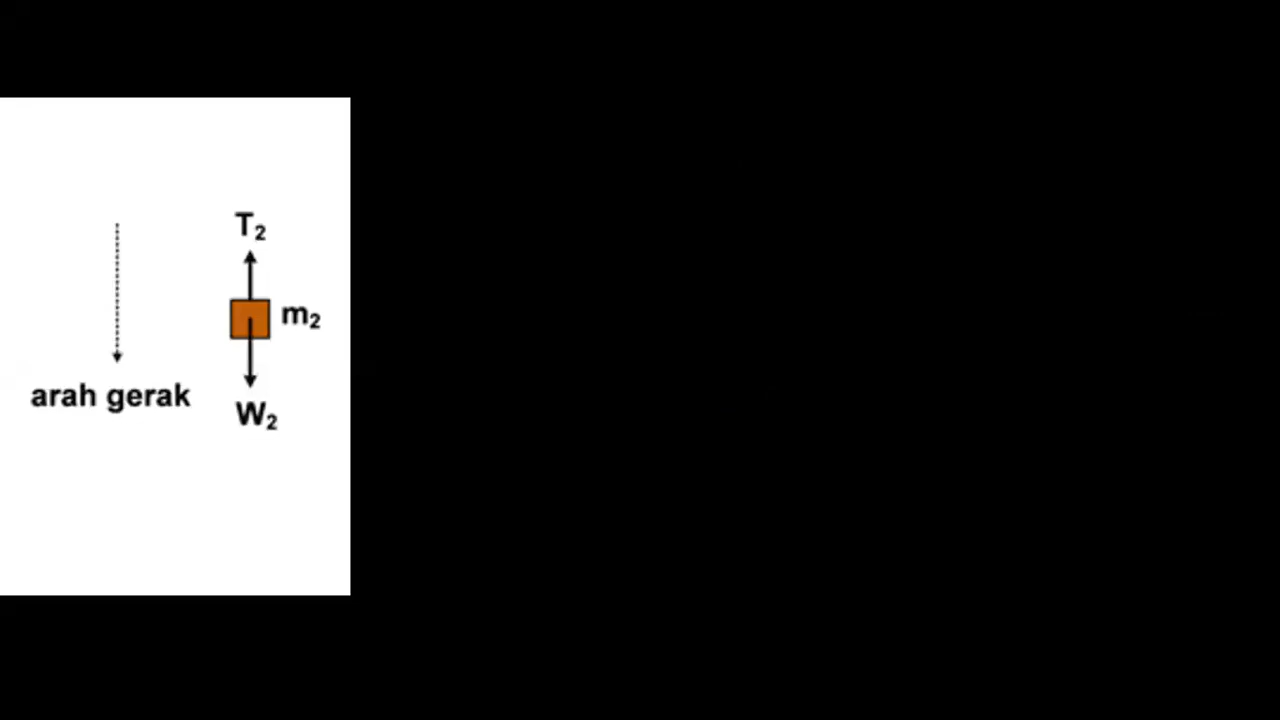 T₂
m₂
arah gerak
W₂